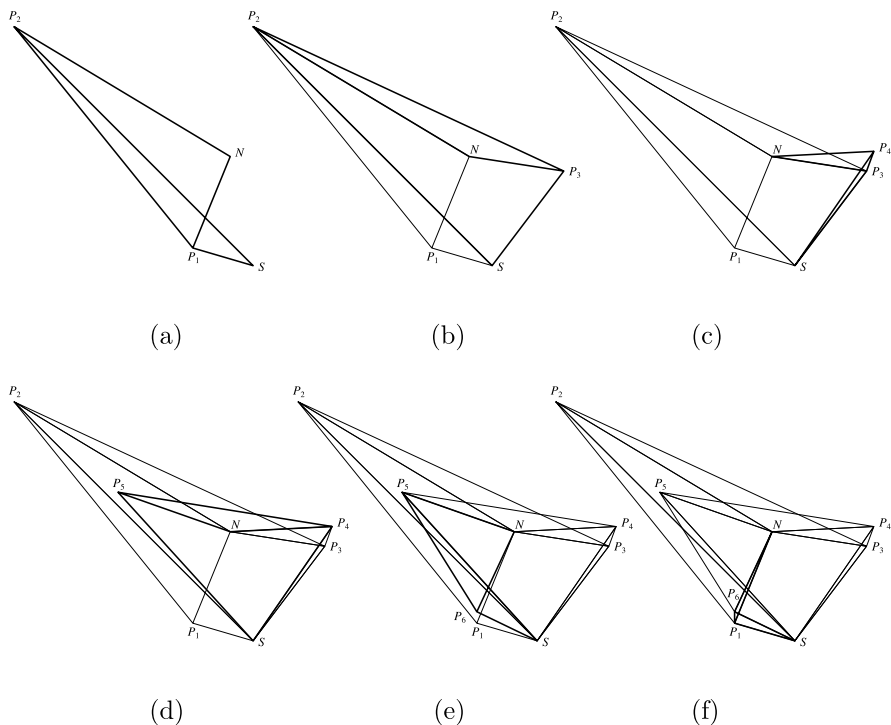 P₂
N
P₁
S
(a)
P₂
N
P₃
P₁
S
(b)
P₂
N
P₄
P₃
P₁
S
(c)
P₂
P₅
N
P₄
P₃
P₁
S
(d)
P₂
P₅
N
P₄
P₃
P₆
P₁
S
(e)
P₂
P₅
N
P₄
P₃
P₆
P₁
S
(f)